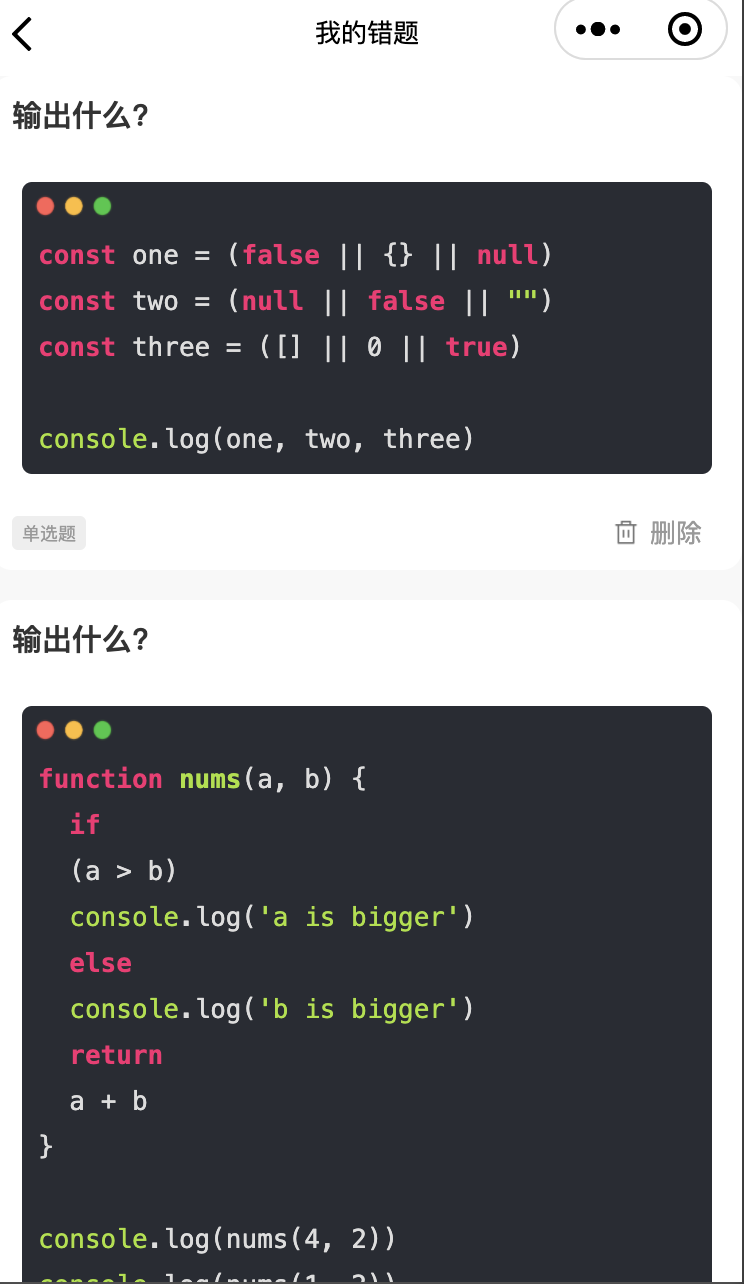 我的错题
输出什么?
const one = (false || {} || null)
const two = (null || false || "")
const three = ([] || 0 || true)
console.log(one, two, three)
单选题 删除
输出什么?
function nums(a, b) {
  if
  (a > b)
  console.log('a is bigger')
  else
  console.log('b is bigger')
  return
  a + b
}
console.log(nums(4, 2))